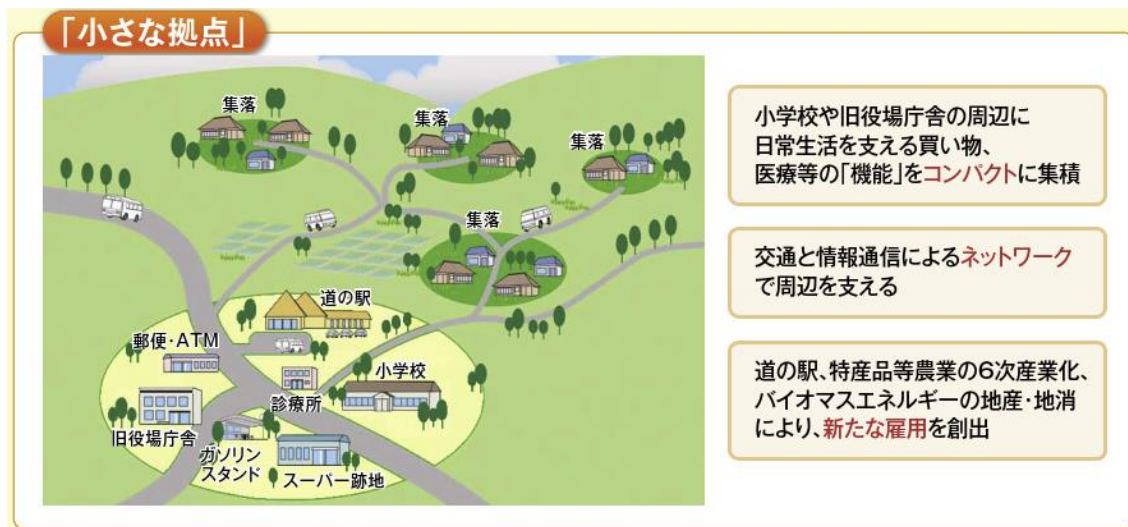 「小さな拠点」
集落
集落
集落
集落
道の駅
郵便・ATM
小学校
診療所
旧役場庁舎
ガソリン
スタンド
スーパー跡地
小学校や旧役場庁舎の周辺に
日常生活を支える買い物、
医療等の「機能」をコンパクトに集積
交通と情報通信によるネットワーク
で周辺を支える
道の駅、特産品等農業の6次産業化、
バイオマスエネルギーの地産・地消
により、新たな雇用を創出